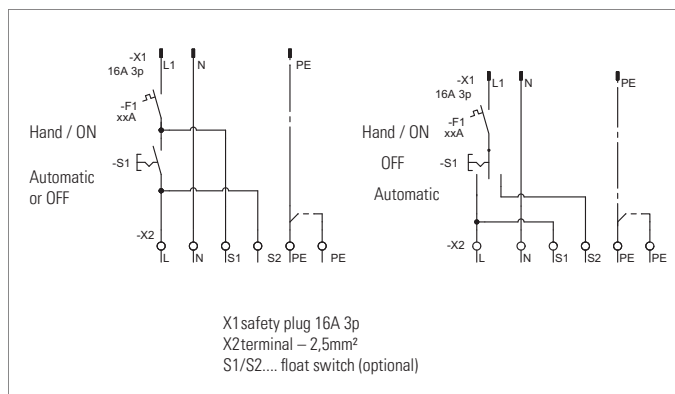 -X1
16A 3p
L1
N
PE
-F1
xxA
Hand / ON
-S1
Automatic
or OFF
-X2
L
N
S1
S2
PE
PE
-X1
16A 3p
L1
N
PE
-F1
xxA
Hand / ON
OFF
-S1
Automatic
-X2
L
N
S1
S2
PE
PE
X1safety plug 16A 3p
X2terminal – 2,5mm²
S1/S2.... float switch (optional)